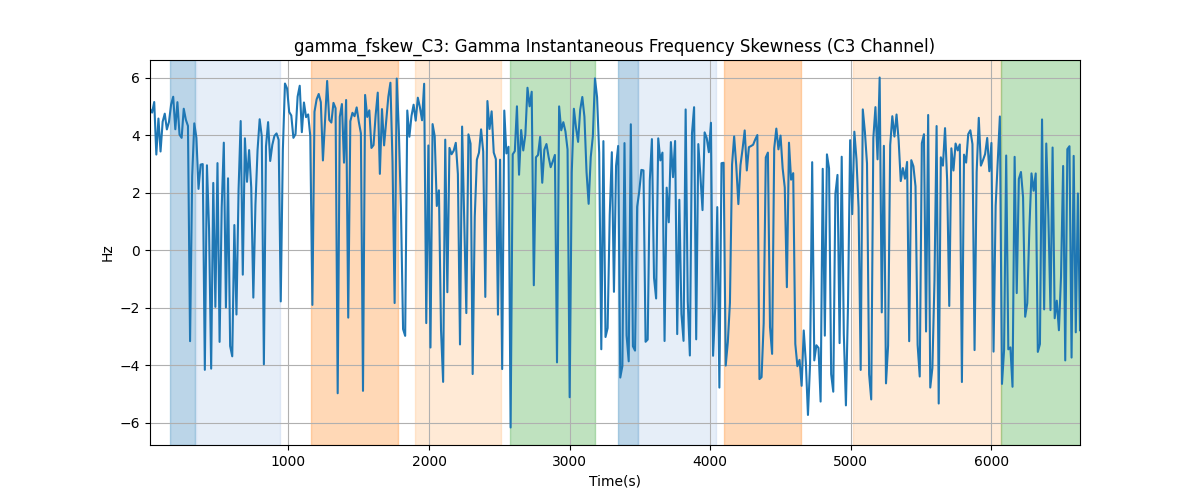 gamma_fskew_C3: Gamma Instantaneous Frequency Skewness (C3 Channel)
6
4
2
0
−2
−4
−6
Hz
1000 2000 3000 4000 5000 6000
Time(s)